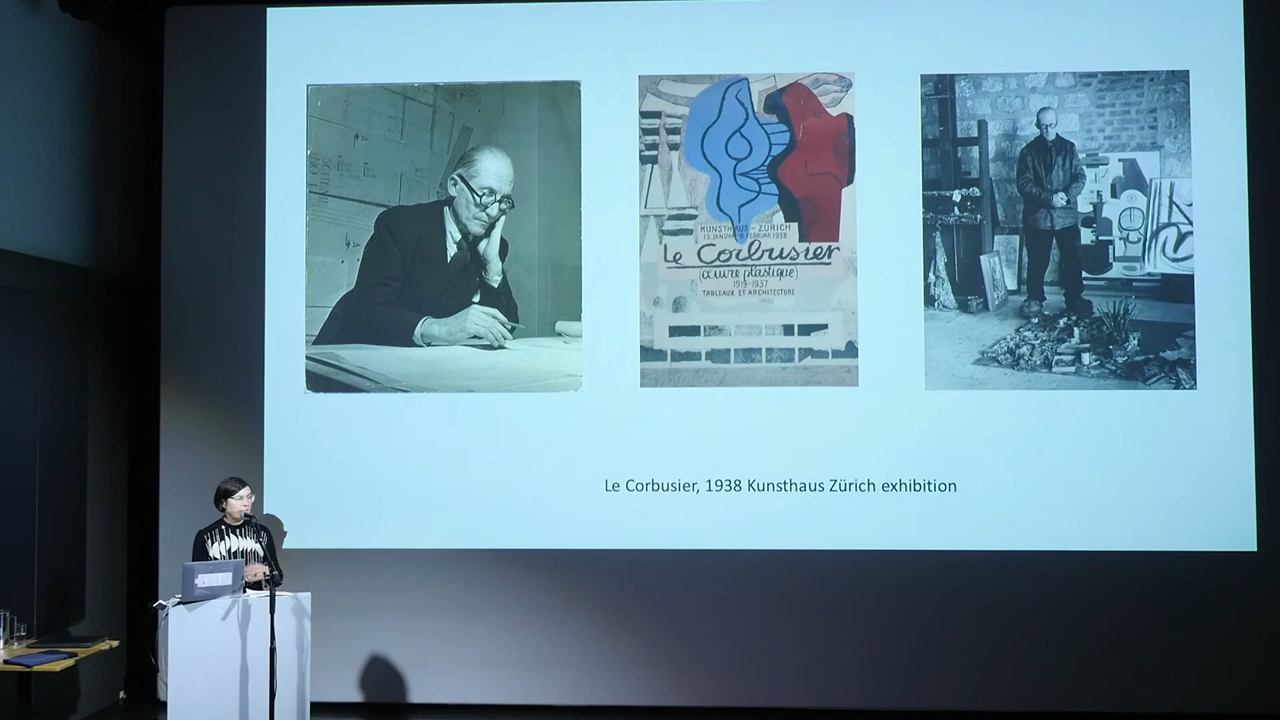 KUNSTHAUS - ZÜRICH
15. JANUAR - 6. FEBRUAR 1938
Le Corbusier
(œuvre plastique)
1919-1937
TABLEAUX ET ARCHITECTURE
Le Corbusier, 1938 Kunsthaus Zürich exhibition